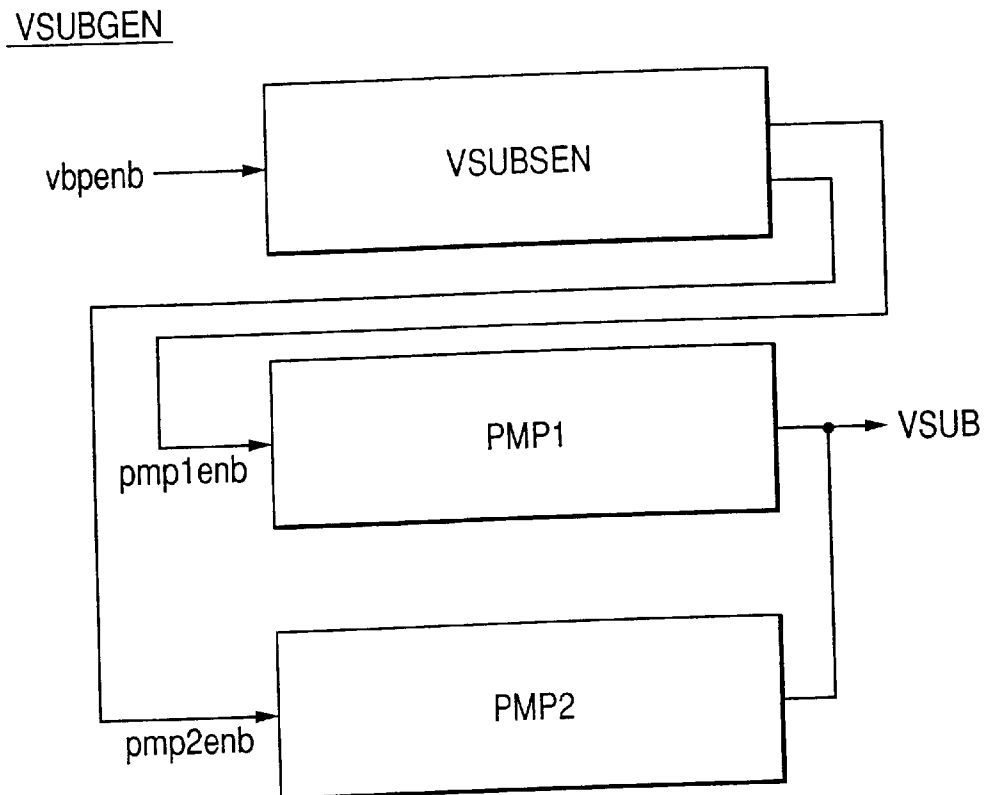 VSUBGEN
vbpenb
VSUBSEN
pmp1enb
PMP1
VSUB
pmp2enb
PMP2